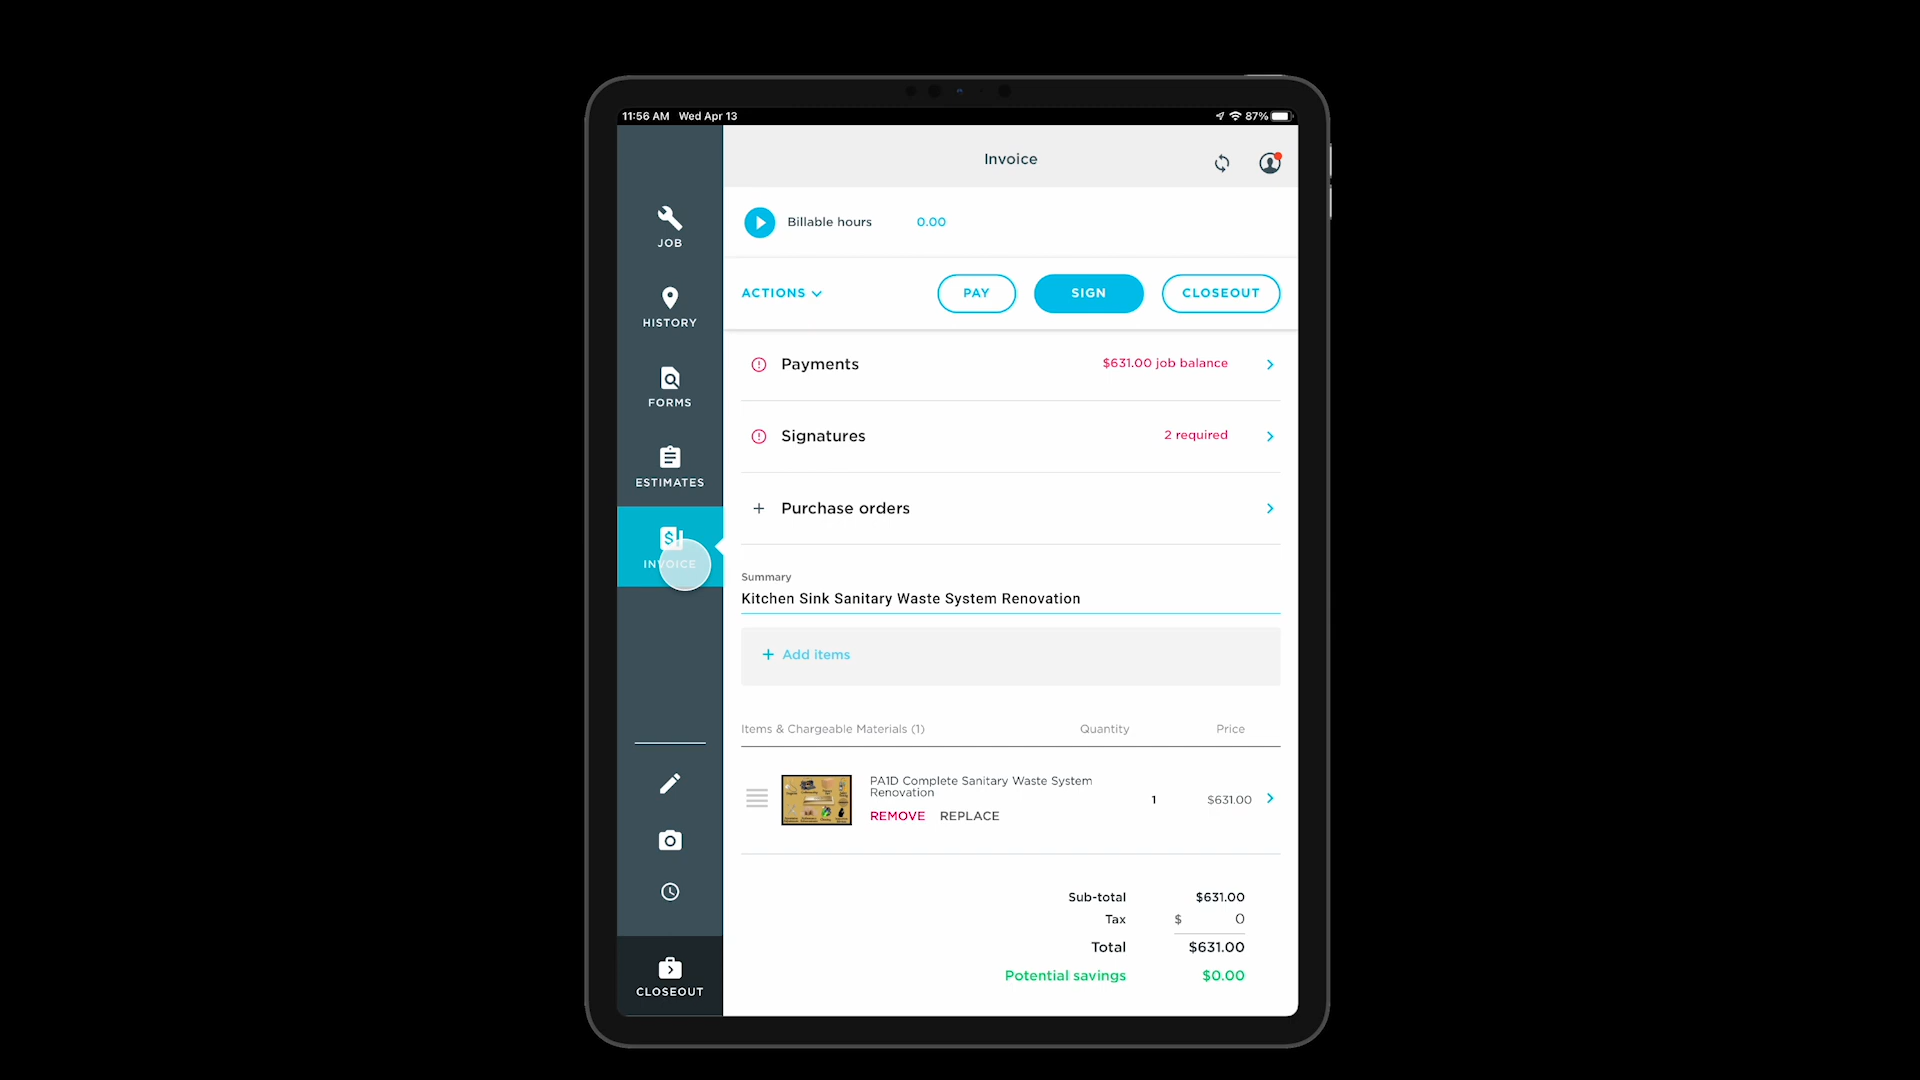 11:56 AM Wed Apr 13
87%
Invoice
JOB
HISTORY
FORMS
ESTIMATES
INVOICE
CLOSEOUT
Billable hours 0.00
ACTIONS PAY SIGN CLOSEOUT
Payments $631.00 job balance
Signatures 2 required
Purchase orders
Summary
Kitchen Sink Sanitary Waste System Renovation
+ Add items
Items & Chargeable Materials (1) Quantity Price
PA1D Complete Sanitary Waste System
Renovation
1 $631.00
REMOVE REPLACE
Sub-total $631.00
Tax $ 0
Total $631.00
Potential savings $0.00